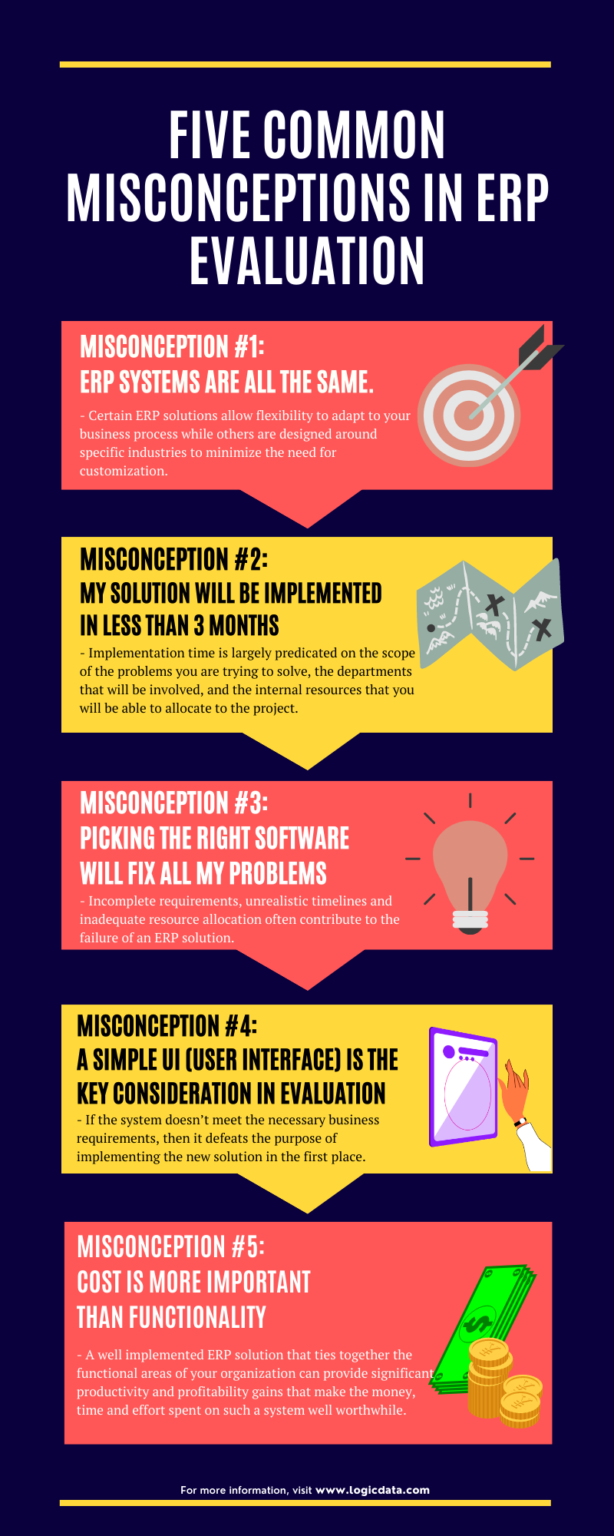 FIVE COMMON
MISCONCEPTIONS IN ERP
EVALUATION
MISCONCEPTION #1:
ERP SYSTEMS ARE ALL THE SAME.
- Certain ERP solutions allow flexibility to adapt to your
business process while others are designed around
specific industries to minimize the need for
customization.
MISCONCEPTION #2:
MY SOLUTION WILL BE IMPLEMENTED
IN LESS THAN 3 MONTHS
- Implementation time is largely predicated on the scope
of the problems you are trying to solve, the departments
that will be involved, and the internal resources that you
will be able to allocate to the project.
MISCONCEPTION #3:
PICKING THE RIGHT SOFTWARE
WILL FIX ALL MY PROBLEMS
- Incomplete requirements, unrealistic timelines and
inadequate resource allocation often contribute to the
failure of an ERP solution.
MISCONCEPTION #4:
A SIMPLE UI (USER INTERFACE) IS THE
KEY CONSIDERATION IN EVALUATION
- If the system doesn't meet the necessary business
requirements, then it defeats the purpose of
implementing the new solution in the first place.
MISCONCEPTION #5:
COST IS MORE IMPORTANT
THAN FUNCTIONALITY
- A well implemented ERP solution that ties together the
functional areas of your organization can provide significant
productivity and profitability gains that make the money,
time and effort spent on such a system well worthwhile.
$
For more information, visit www.logicdata.com